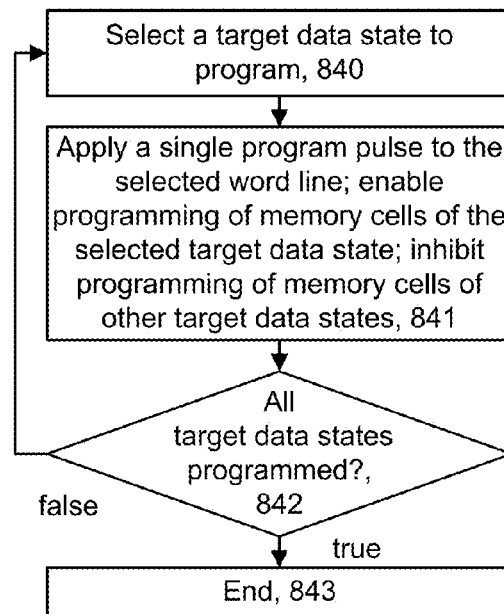 Select a target data state to
program, 840
Apply a single program pulse to the
selected word line; enable
programming of memory cells of the
selected target data state; inhibit
programming of memory cells of
other target data states, 841
All
target data states
programmed?,
842
false
true
End, 843